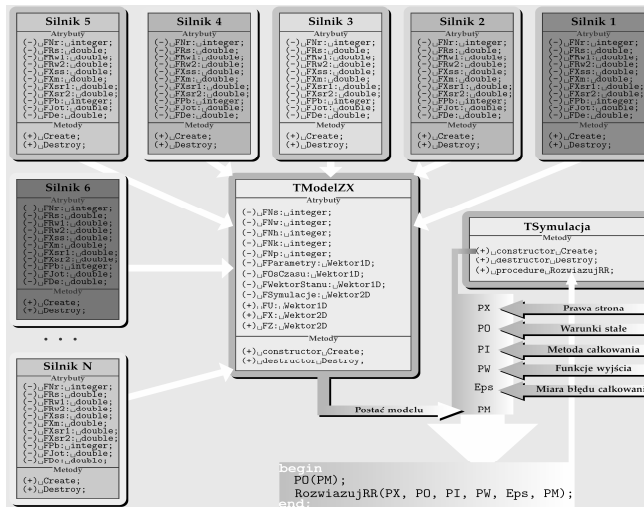 Silnik 5
Atrybuty
(-)␣FNr:␣integer;
(-)␣FRs:␣double;
(-)␣FRw1:␣double;
(-)␣FRw2:␣double;
(-)␣FXss:␣double;
(-)␣FXm:␣double;
(-)␣FXsr1:␣double;
(-)␣FXsr2:␣double;
(-)␣FPb:␣integer;
(-)␣FJot:␣double;
(-)␣FDe:␣double;
Metody
(+)␣Create;
(+)␣Destroy;
Silnik 4
Atrybuty
(-)␣FNr:␣integer;
(-)␣FRs:␣double;
(-)␣FRw1:␣double;
(-)␣FRw2:␣double;
(-)␣FXss:␣double;
(-)␣FXm:␣double;
(-)␣FXsr1:␣double;
(-)␣FXsr2:␣double;
(-)␣FPb:␣integer;
(-)␣FJot:␣double;
(-)␣FDe:␣double;
Metody
(+)␣Create;
(+)␣Destroy;
Silnik 3
Atrybuty
(-)␣FNr:␣integer;
(-)␣FRs:␣double;
(-)␣FRw1:␣double;
(-)␣FRw2:␣double;
(-)␣FXss:␣double;
(-)␣FXm:␣double;
(-)␣FXsr1:␣double;
(-)␣FXsr2:␣double;
(-)␣FPb:␣integer;
(-)␣FJot:␣double;
(-)␣FDe:␣double;
Metody
(+)␣Create;
(+)␣Destroy;
Silnik 2
Atrybuty
(-)␣FNr:␣integer;
(-)␣FRs:␣double;
(-)␣FRw1:␣double;
(-)␣FRw2:␣double;
(-)␣FXss:␣double;
(-)␣FXm:␣double;
(-)␣FXsr1:␣double;
(-)␣FXsr2:␣double;
(-)␣FPb:␣integer;
(-)␣FJot:␣double;
(-)␣FDe:␣double;
Metody
(+)␣Create;
(+)␣Destroy;
Silnik 1
Atrybuty
(-)␣FNr:␣integer;
(-)␣FRs:␣double;
(-)␣FRw1:␣double;
(-)␣FRw2:␣double;
(-)␣FXss:␣double;
(-)␣FXm:␣double;
(-)␣FXsr1:␣double;
(-)␣FXsr2:␣double;
(-)␣FPb:␣integer;
(-)␣FJot:␣double;
(-)␣FDe:␣double;
Metody
(+)␣Create;
(+)␣Destroy;
Silnik 6
Atrybuty
(-)␣FNr:␣integer;
(-)␣FRs:␣double;
(-)␣FRw1:␣double;
(-)␣FRw2:␣double;
(-)␣FXss:␣double;
(-)␣FXm:␣double;
(-)␣FXsr1:␣double;
(-)␣FXsr2:␣double;
(-)␣FPb:␣integer;
(-)␣FJot:␣double;
(-)␣FDe:␣double;
Metody
(+)␣Create;
(+)␣Destroy;
. . .
Silnik N
Atrybuty
(-)␣FNr:␣integer;
(-)␣FRs:␣double;
(-)␣FRw1:␣double;
(-)␣FRw2:␣double;
(-)␣FXss:␣double;
(-)␣FXm:␣double;
(-)␣FXsr1:␣double;
(-)␣FXsr2:␣double;
(-)␣FPb:␣integer;
(-)␣FJot:␣double;
(-)␣FDe:␣double;
Metody
(+)␣Create;
(+)␣Destroy;
TModelZX
Atrybuty
(-)␣FNs:␣integer;
(-)␣FNw:␣integer;
(-)␣FNh:␣integer;
(-)␣FNk:␣integer;
(-)␣FNp:␣integer;
(-)␣FParametry:␣Wektor1D;
(-)␣FOsCzasu:␣Wektor1D;
(-)␣FWektorStanu:␣Wektor1D;
(-)␣FSymulacje:␣Wektor2D
(+)␣FU:␣Wektor1D
(+)␣FX:␣Wektor2D
(+)␣FZ:␣Wektor2D
Metody
(+)␣constructor␣Create;
(+)␣destructor␣Destroy;
TSymulacja
Metody
(+)␣constructor␣Create;
(+)␣destructor␣Destroy;
(+)␣procedure␣RozwiazujRR;
PX Prawa strona
PO Warunki stałe
PI Metoda całkowania
PW Funkcje wyjścia
Eps Miara błędu całkowani
Postać modelu PM
begin
PO(PM);
RozwiazujRR(PX, PO, PI, PW, Eps, PM);
end;